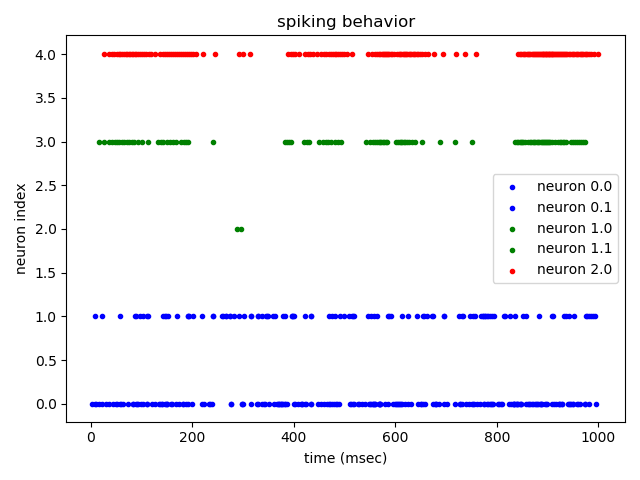 spiking behavior
4.0
3.5
3.0
2.5
2.0
1.5
1.0
0.5
0.0
neuron index
neuron 0.0
neuron 0.1
neuron 1.0
neuron 1.1
neuron 2.0
0 200 400 600 800 1000
time (msec)